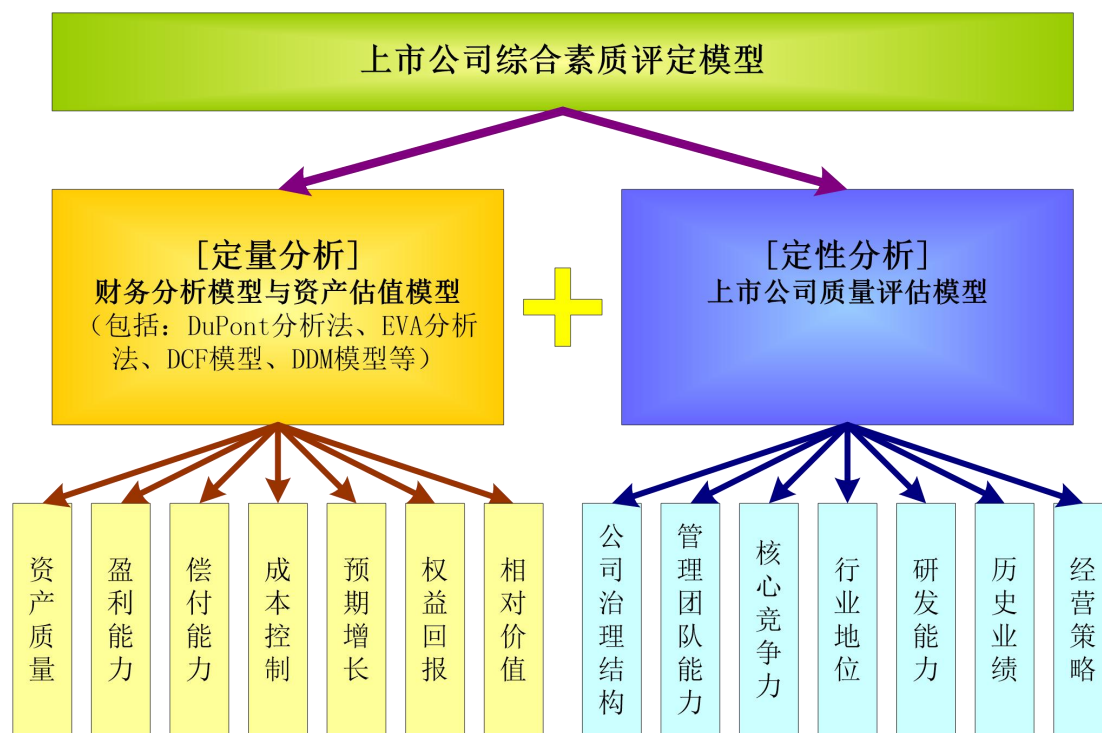 上市公司综合素质评定模型
[定量分析]
财务分析模型与资产估值模型
（包括：DuPont分析法、EVA分析
法、DCF模型、DDM模型等）
[定性分析]
上市公司质量评估模型
资产质量
盈利能力
偿付能力
成本控制
预期增长
权益回报
相对价值
公司治理结构
管理团队能力
核心竞争力
行业地位
研发能力
历史业绩
经营策略